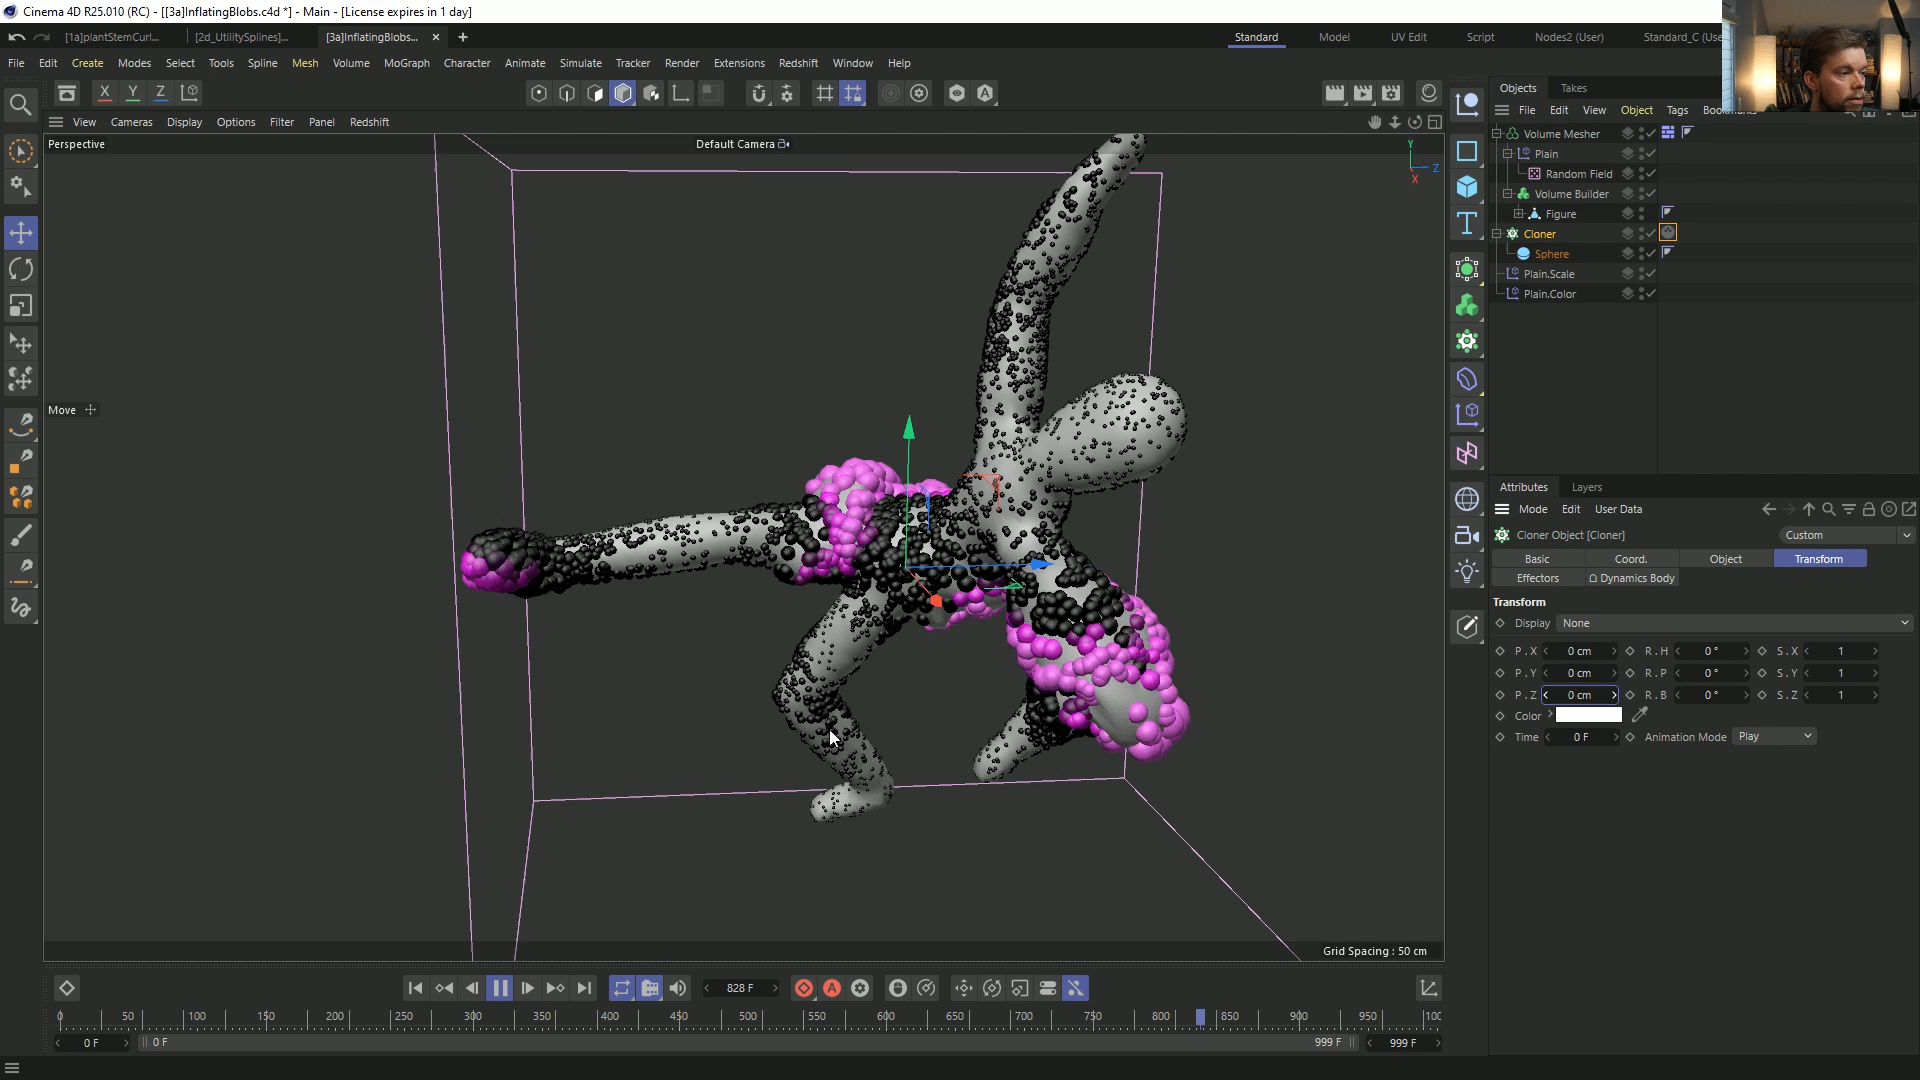 Cinema 4D R25.010 (RC) - [[3a]InflatingBlobs.c4d *] - Main - [License expires in 1 day]
[1a]plantStemCurl... [2d_UtilitySplines]... [3a]InflatingBlobs... × +
Standard Model UV Edit Script Nodes2 (User) Standard_C (Use
File Edit Create Modes Select Tools Spline Mesh Volume MoGraph Character Animate Simulate Tracker Render Extensions Redshift Window Help
X Y Z
Objects Takes
File Edit View Object Tags
View Cameras Display Options Filter Panel Redshift
Perspective
Default Camera
Y
Z
X
Volume Mesher
Plain
Random Field
Volume Builder
Figure
Cloner
Sphere
Plain.Scale
Plain.Color
Move
Attributes Layers
Mode Edit User Data
Cloner Object [Cloner]
Custom
Basic Coord. Object Transform
Effectors Dynamics Body
Transform
Display None
P . X 0 cm R . H 0 ° S . X 1
P . Y 0 cm R . P 0 ° S . Y 1
P . Z 0 cm R . B 0 ° S . Z 1
Color
Time 0 F Animation Mode Play
Grid Spacing : 50 cm
828 F
A
0 50 100 150 200 250 300 350 400 450 500 550 600 650 700 750 800 850 900 950 100
0 F 0 F 999 F 999 F